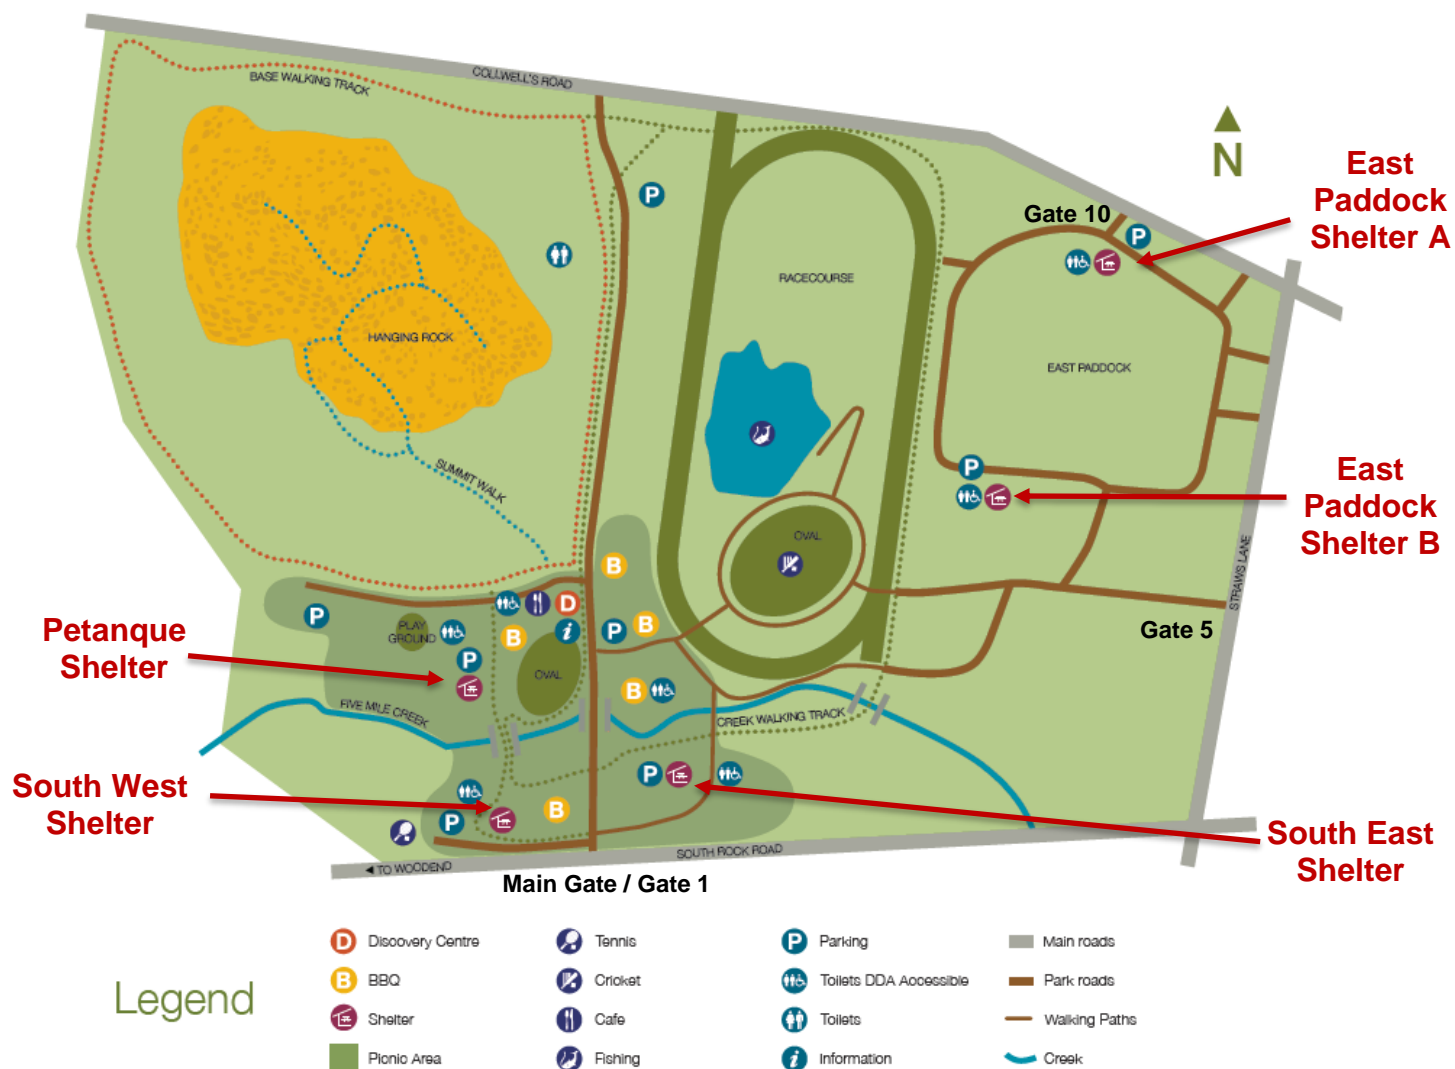 COLLWELL'S ROAD
BASE WALKING TRACK
N
East
Paddock
Shelter A
Gate 10
P
P
RACECOURSE
HANGING ROCK
EAST PADDOCK
SUMMIT WALK
P
East
Paddock
Shelter B
OVAL
STRAWS LANE
B
P
D
PLAY
GROUND
B
i
P
B
Gate 5
Petanque
Shelter
P
OVAL
B
FIVE MILE CREEK
CREEK WALKING TRACK
South West
Shelter
P
B
P
South East
Shelter
SOUTH ROCK ROAD
TO WOODEND
Main Gate / Gate 1
Legend
D Discovery Centre
B BBQ
Shelter
Picnic Area
Tennis
Cricket
Cafe
Fishing
P Parking
Toilets DDA Accessible
Toilets
i Information
Main roads
Park roads
Walking Paths
Creek